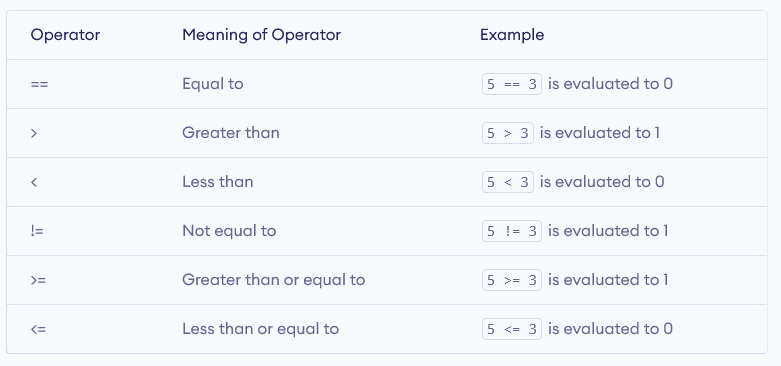 Operator Meaning of Operator Example
== Equal to 5 == 3 is evaluated to 0
> Greater than 5 > 3 is evaluated to 1
< Less than 5 < 3 is evaluated to 0
!= Not equal to 5 != 3 is evaluated to 1
>= Greater than or equal to 5 >= 3 is evaluated to 1
<= Less than or equal to 5 <= 3 is evaluated to 0